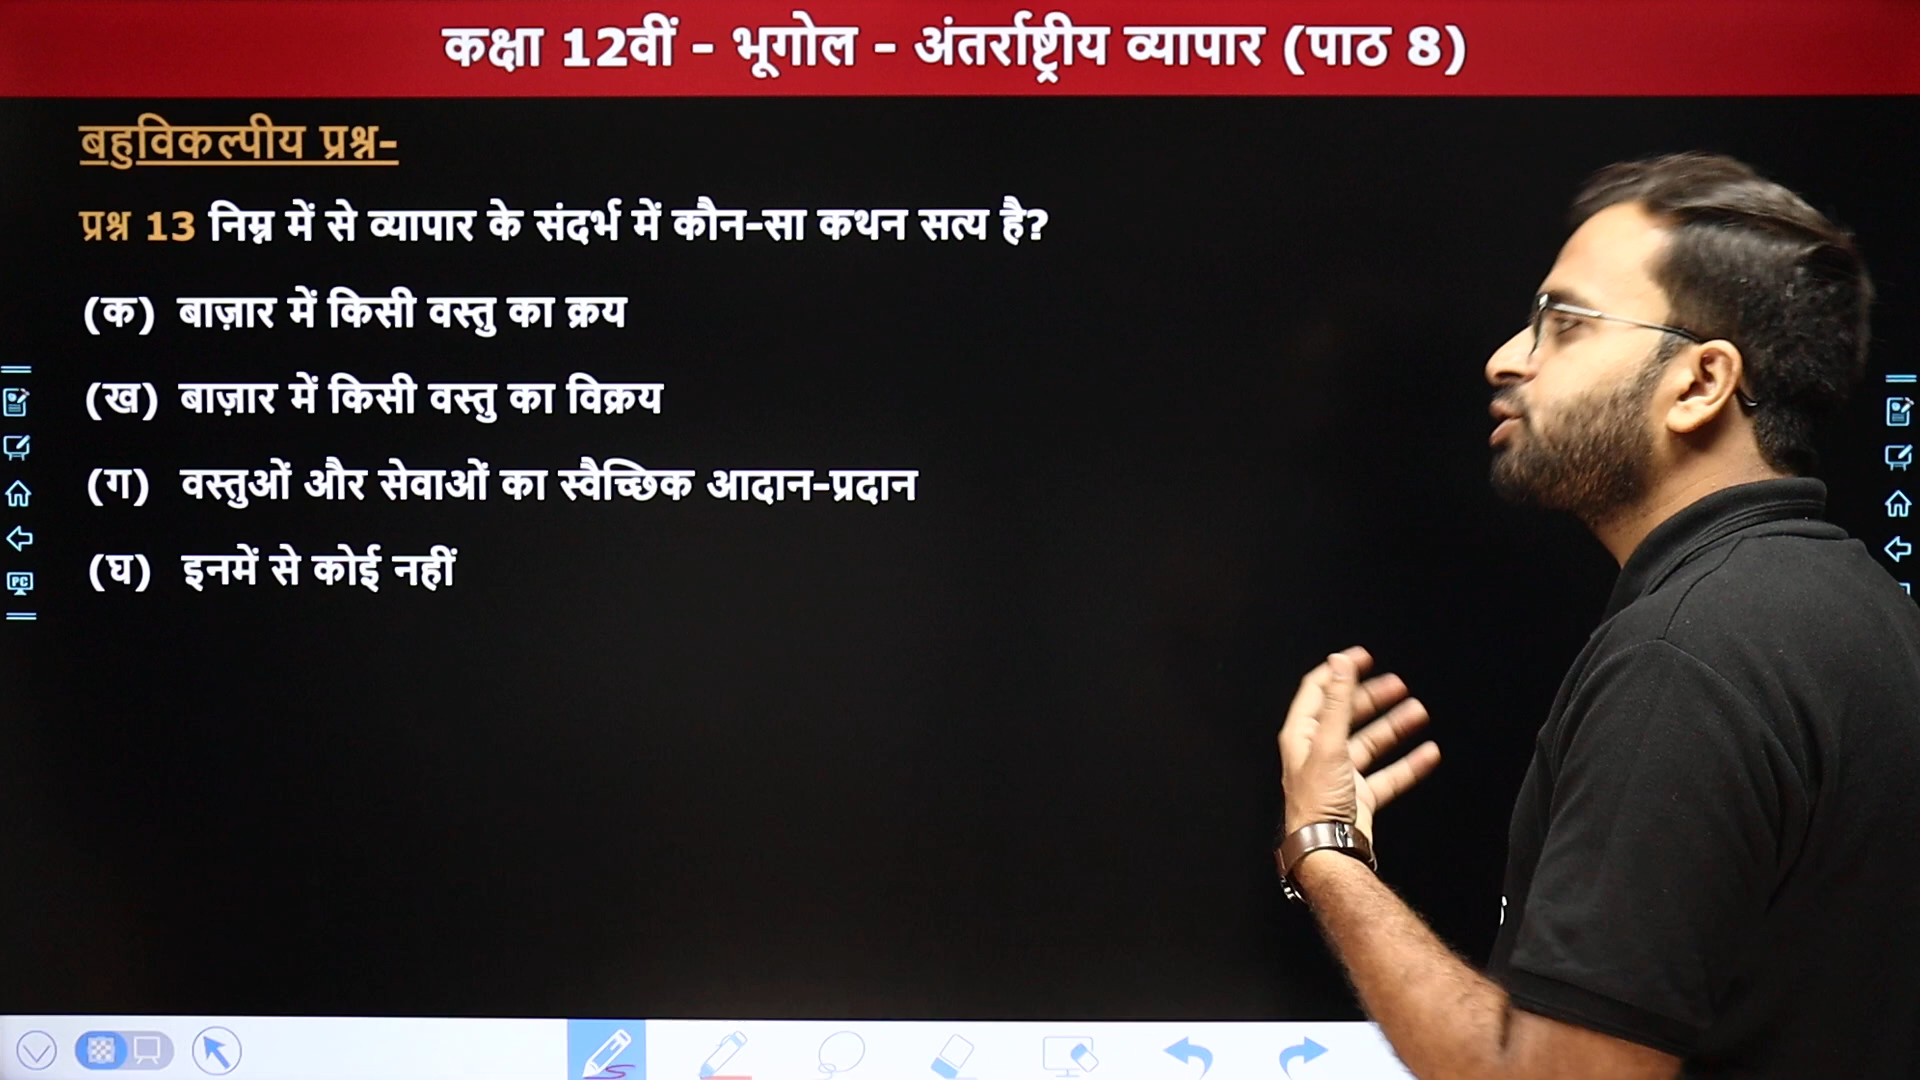 कक्षा 12वीं - भूगोल - अंतर्राष्ट्रीय व्यापार (पाठ 8)
बहुविकल्पीय प्रश्न-
प्रश्न 13 निम्न में से व्यापार के संदर्भ में कौन-सा कथन सत्य है?
(क) बाज़ार में किसी वस्तु का क्रय
(ख) बाज़ार में किसी वस्तु का विक्रय
(ग) वस्तुओं और सेवाओं का स्वैच्छिक आदान-प्रदान
(घ) इनमें से कोई नहीं
PC